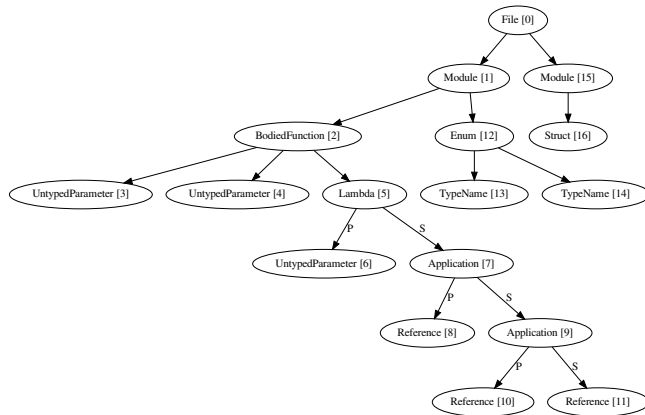 File [0]
Module [1]
Module [15]
BodiedFunction [2]
Enum [12]
Struct [16]
UntypedParameter [3]
UntypedParameter [4]
Lambda [5]
TypeName [13]
TypeName [14]
P
S
UntypedParameter [6]
Application [7]
P
S
Reference [8]
Application [9]
P
S
Reference [10]
Reference [11]